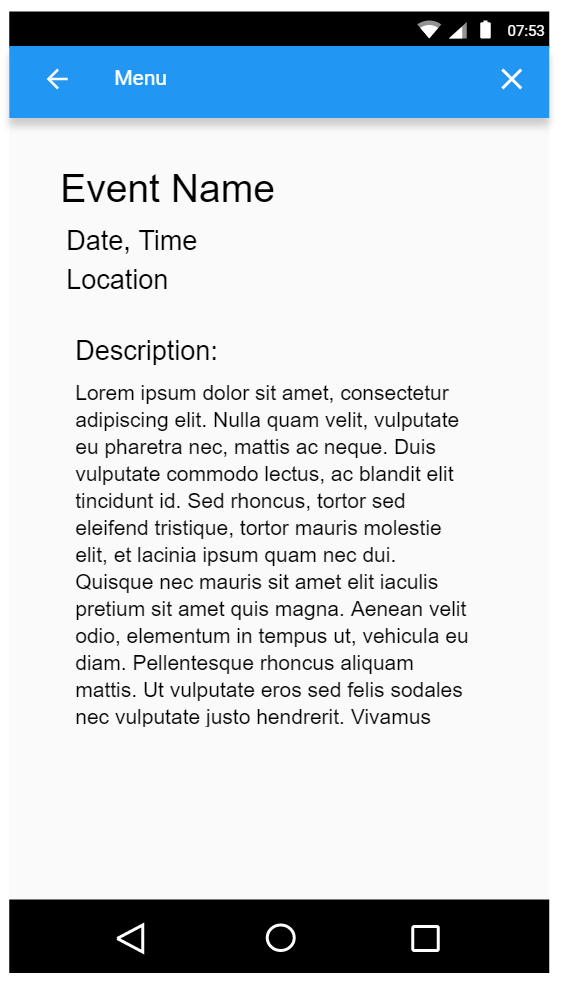 07:53
Menu
Event Name
Date, Time
Location
Description:
Lorem ipsum dolor sit amet, consectetur
adipiscing elit. Nulla quam velit, vulputate
eu pharetra nec, mattis ac neque. Duis
vulputate commodo lectus, ac blandit elit
tincidunt id. Sed rhoncus, tortor sed
eleifend tristique, tortor mauris molestie
elit, et lacinia ipsum quam nec dui.
Quisque nec mauris sit amet elit iaculis
pretium sit amet quis magna. Aenean velit
odio, elementum in tempus ut, vehicula eu
diam. Pellentesque rhoncus aliquam
mattis. Ut vulputate eros sed felis sodales
nec vulputate justo hendrerit. Vivamus